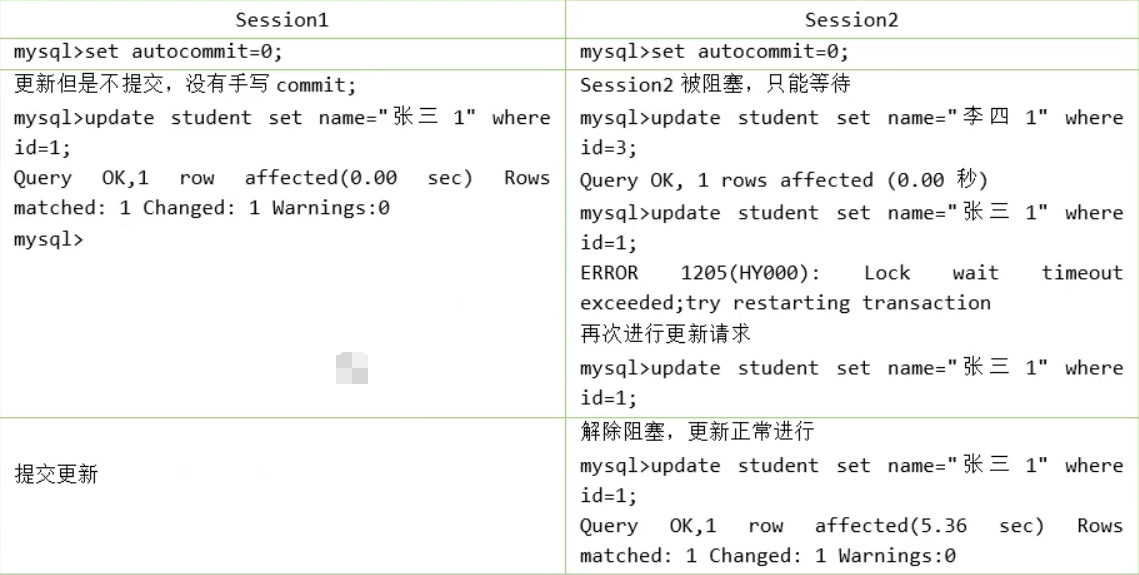 Session1
Session2
mysql>set autocommit=0;
mysql>set autocommit=0;
更新但是不提交，没有手写 commit;
mysql>update student set name="张三 1" where
id=1;
Query OK,1 row affected(0.00 sec) Rows
matched: 1 Changed: 1 Warnings:0
mysql>
Session2 被阻塞，只能等待
mysql>update student set name="李四 1" where
id=3;
Query OK, 1 rows affected (0.00 秒)
mysql>update student set name="张三 1" where
id=1;
ERROR 1205(HY000): Lock wait timeout
exceeded;try restarting transaction
再次进行更新请求
mysql>update student set name="张三 1" where
id=1;
提交更新
解除阻塞，更新正常进行
mysql>update student set name="张三 1" where
id=1;
Query OK,1 row affected(5.36 sec) Rows
matched: 1 Changed: 1 Warnings:0